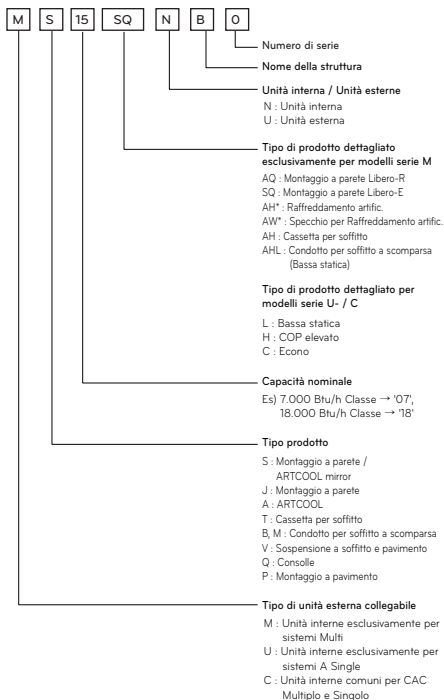 M S 15 SQ N B 0
Numero di serie
Nome della struttura
Unità interna / Unità esterne
N : Unità interna
U : Unità esterna
Tipo di prodotto dettagliato
esclusivamente per modelli serie M
AQ : Montaggio a parete Libero-R
SQ : Montaggio a parete Libero-E
AH* : Raffreddamento artific.
AW* : Specchio per Raffreddamento artific.
AH : Cassetta per soffitto
AHL : Condotto per soffitto a scomparsa
(Bassa statica)
Tipo di prodotto dettagliato per
modelli serie U- / C
L : Bassa statica
H : COP elevato
C : Econo
Capacità nominale
Es) 7.000 Btu/h Classe → '07',
18.000 Btu/h Classe → '18'
Tipo prodotto
S : Montaggio a parete /
ARTCOOL mirror
J : Montaggio a parete
A : ARTCOOL
T : Cassetta per soffitto
B, M : Condotto per soffitto a scomparsa
V : Sospensione a soffitto e pavimento
Q : Consolle
P : Montaggio a pavimento
Tipo di unità esterna collegabile
M : Unità interne esclusivamente per
sistemi Multi
U : Unità interne esclusivamente per
sistemi A Single
C : Unità interne comuni per CAC
Multiplo e Singolo